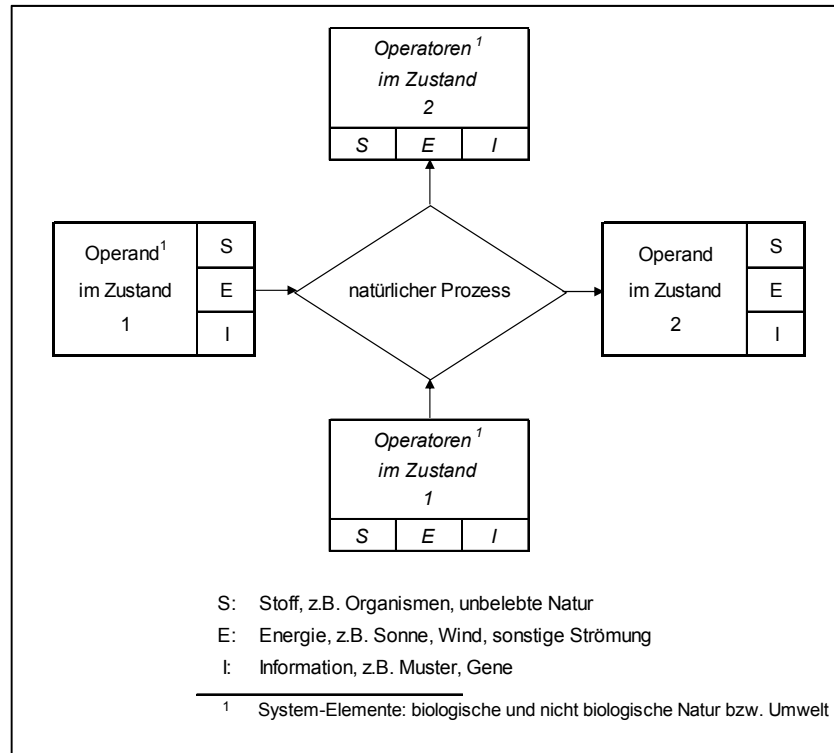 Operatoren ¹
im Zustand
2
S E I
Operand¹
im Zustand
1
S
E
I
natürlicher Prozess
Operand
im Zustand
2
S
E
I
Operatoren ¹
im Zustand
1
S E I
S: Stoff, z.B. Organismen, unbelebte Natur
E: Energie, z.B. Sonne, Wind, sonstige Strömung
I: Information, z.B. Muster, Gene
¹ System-Elemente: biologische und nicht biologische Natur bzw. Umwelt